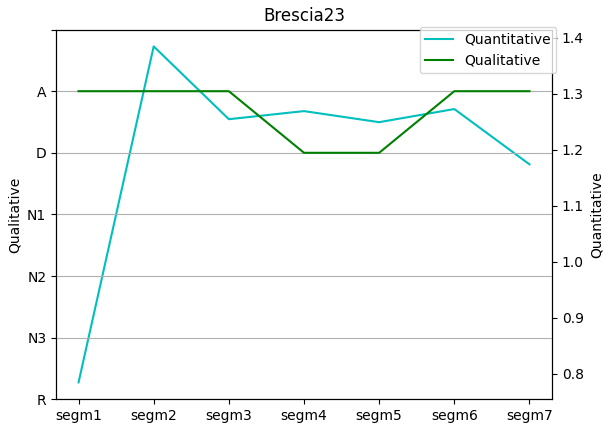 Brescia23
Quantitative
Qualitative
A
D
N1
N2
N3
R
Qualitative
1.4
1.3
1.2
1.1
1.0
0.9
0.8
Quantitative
segm1 segm2 segm3 segm4 segm5 segm6 segm7